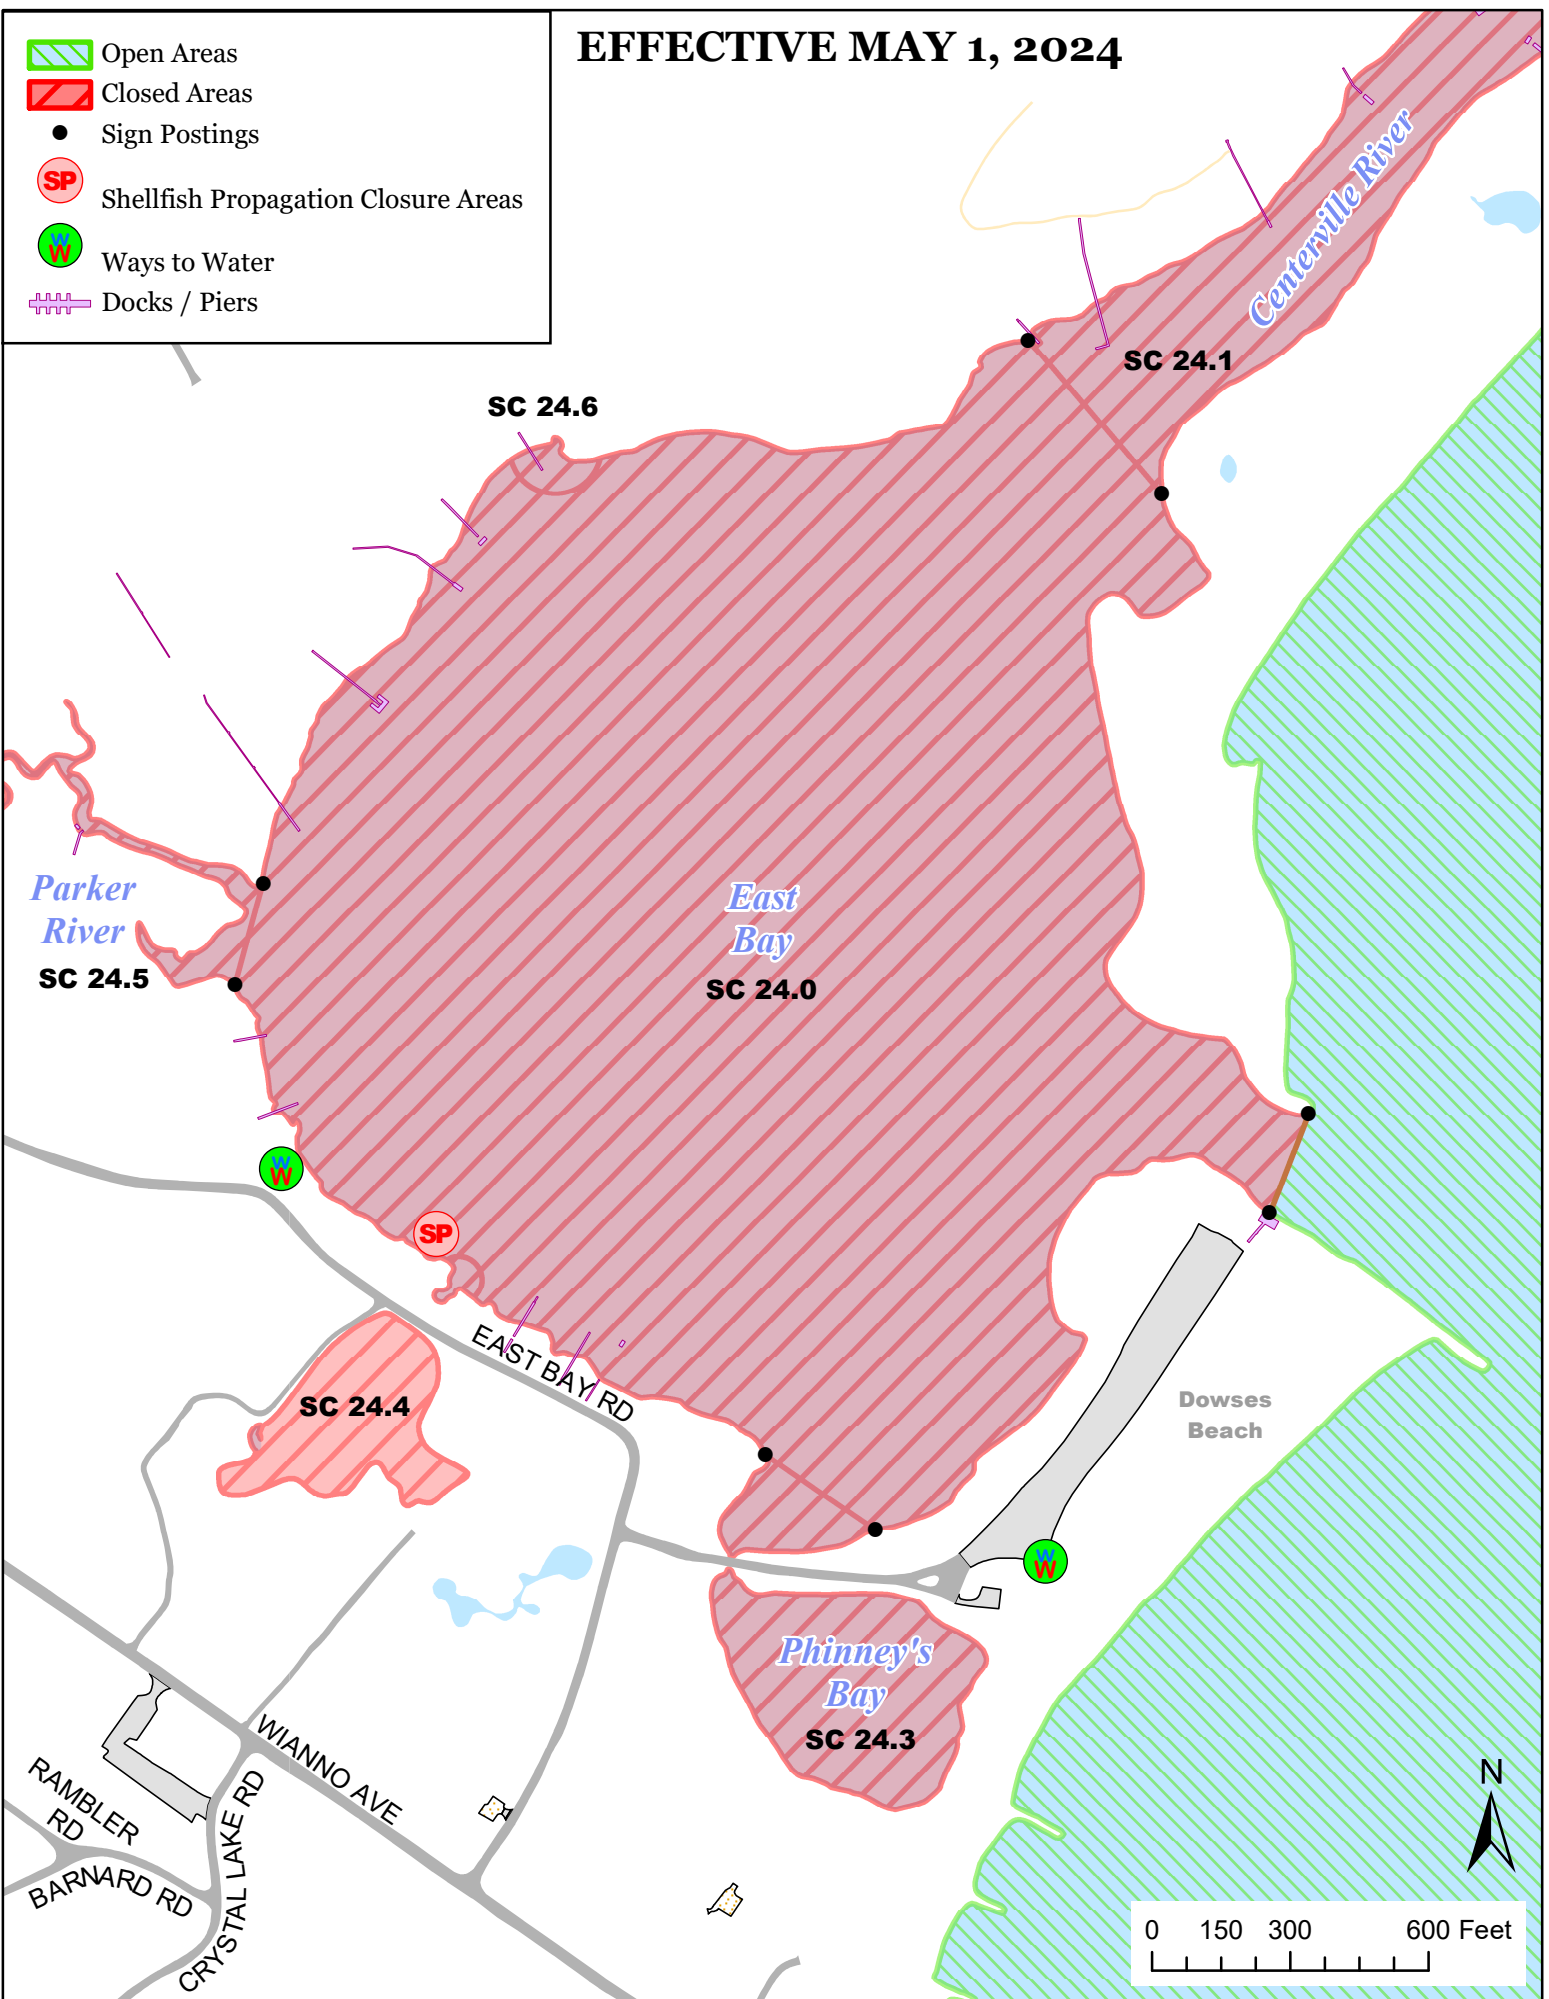 EFFECTIVE MAY 1, 2024
Open Areas
Closed Areas
Sign Postings
SP
Shellfish Propagation Closure Areas
W
W
Ways to Water
Docks / Piers
Centerville River
SC 24.1
SC 24.6
Parker
River
SC 24.5
East
Bay
SC 24.0
W
W
SP
EAST BAY RD
SC 24.4
Dowses
Beach
W
W
Phinney's
Bay
SC 24.3
WIANNO AVE
RAMBLER
RD
BARNARD RD
CRYSTAL LAKE RD
N
0 150 300 600 Feet